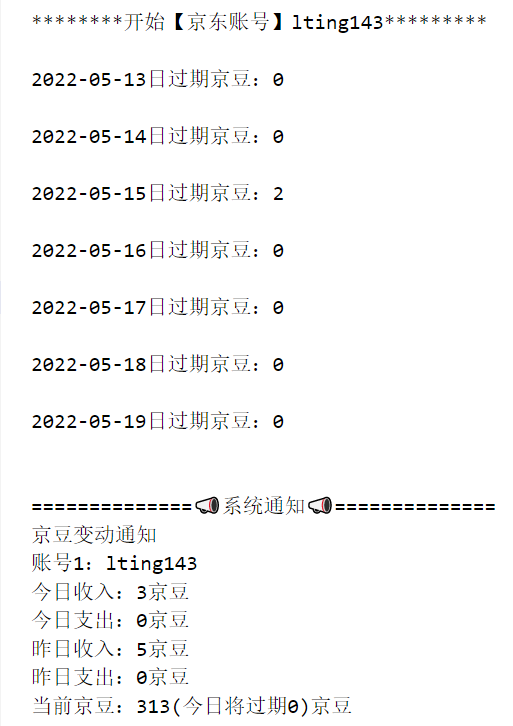 ********开始【京东账号】lting143*********
2022-05-13日过期京豆：0
2022-05-14日过期京豆：0
2022-05-15日过期京豆：2
2022-05-16日过期京豆：0
2022-05-17日过期京豆：0
2022-05-18日过期京豆：0
2022-05-19日过期京豆：0
==============📣系统通知📣==============
京豆变动通知
账号1：lting143
今日收入：3京豆
今日支出：0京豆
昨日收入：5京豆
昨日支出：0京豆
当前京豆：313(今日将过期0)京豆